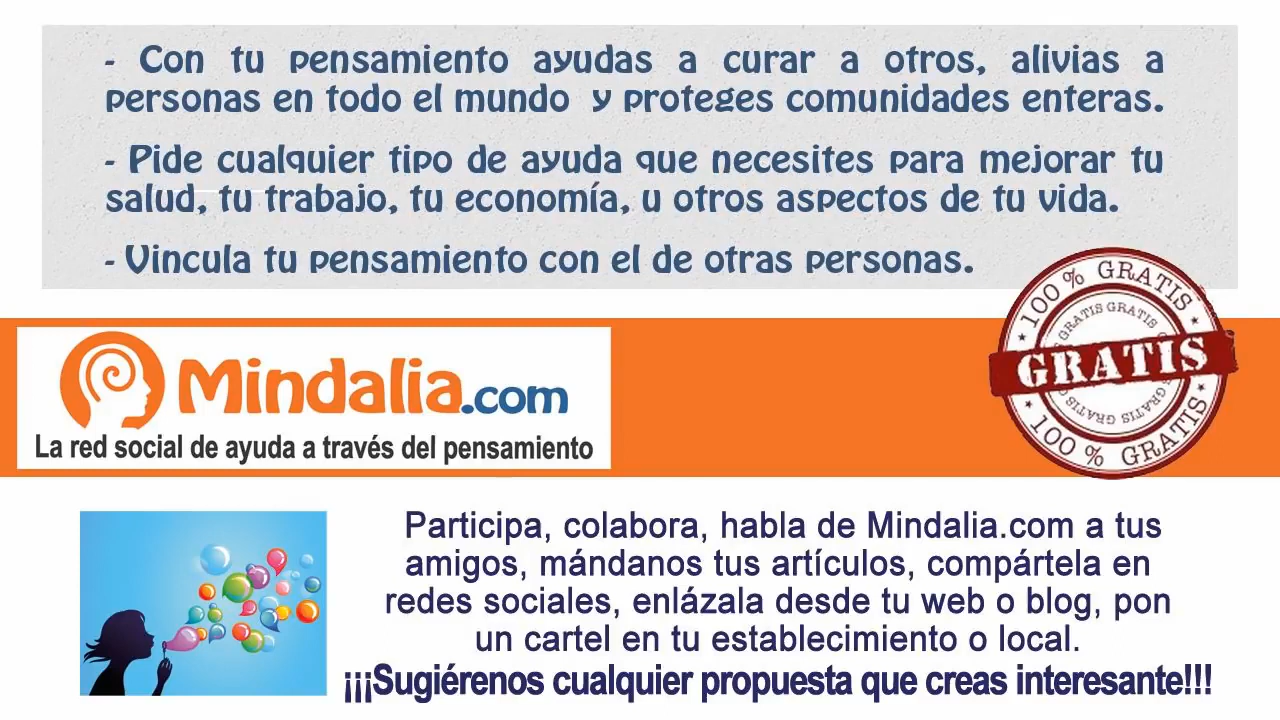 - Con tu pensamiento ayudas a curar a otros, alivias a
personas en todo el mundo y proteges comunidades enteras.
- Pide cualquier tipo de ayuda que necesites para mejorar tu
salud, tu trabajo, tu economía, u otros aspectos de tu vida.
- Vincula tu pensamiento con el de otras personas.
100 % GRATIS
GRATIS GRATIS
GRATIS
GRATIS GRATIS
100 % GRATIS
Mindalia.com
La red social de ayuda a través del pensamiento
Participa, colabora, habla de Mindalia.com a tus
amigos, mándanos tus artículos, compártela en
redes sociales, enlázala desde tu web o blog, pon
un cartel en tu establecimiento o local.
¡¡¡Sugiérenos cualquier propuesta que creas interesante!!!